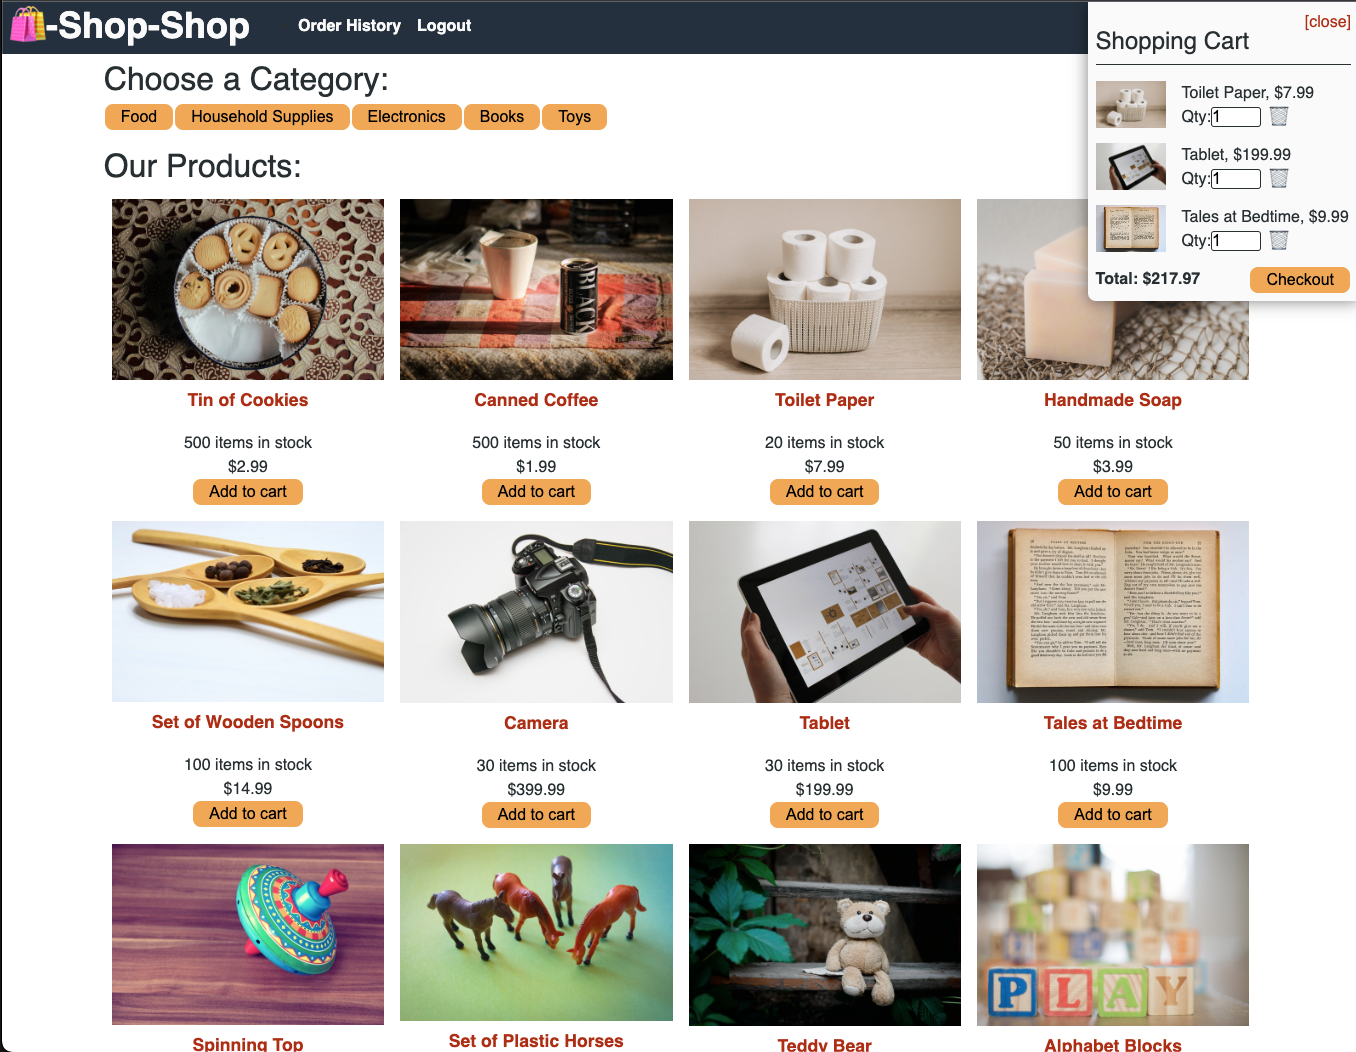 -Shop-Shop
Order History
Logout
[close]
Shopping Cart
Toilet Paper, $7.99
Qty:1
Tablet, $199.99
Qty:1
Tales at Bedtime, $9.99
Qty:1
Total: $217.97
Checkout
Choose a Category:
Food
Household Supplies
Electronics
Books
Toys
Our Products:
BLACK
Tin of Cookies
500 items in stock
$2.99
Add to cart
Canned Coffee
500 items in stock
$1.99
Add to cart
Toilet Paper
20 items in stock
$7.99
Add to cart
Handmade Soap
50 items in stock
$3.99
Add to cart
Set of Wooden Spoons
100 items in stock
$14.99
Add to cart
Camera
30 items in stock
$399.99
Add to cart
Tablet
30 items in stock
$199.99
Add to cart
Tales at Bedtime
100 items in stock
$9.99
Add to cart
PLAY
Spinning Top
Set of Plastic Horses
Teddy Bear
Alphabet Blocks